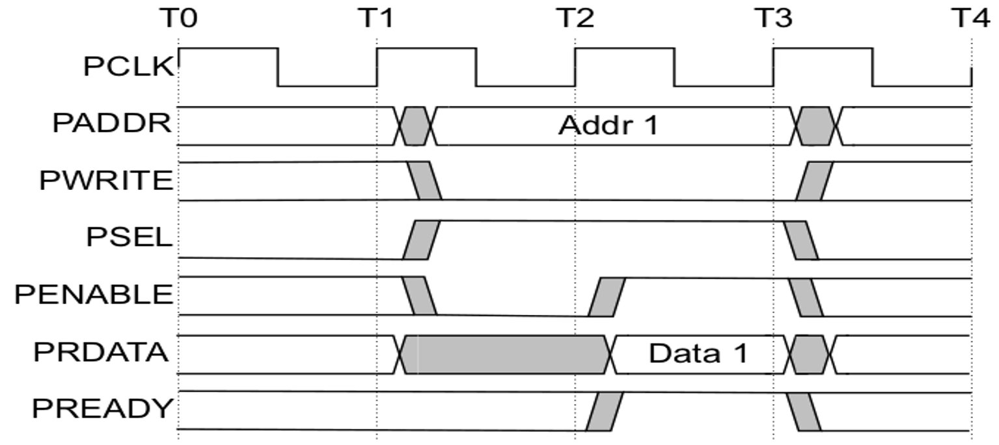 T0 T1 T2 T3 T4
PCLK
PADDR Addr 1
PWRITE
PSEL
PENABLE
PRDATA Data 1
PREADY